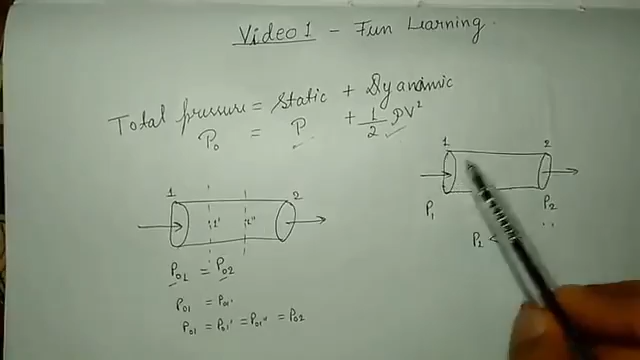 Video 1 - Fun Learning.
Total pressure = Static + Dyanamic
P₀ = P + 1/2 ρV²
1 2
1' 1''
P₀₁ = P₀₂
P₀₁ = P₀₁'
P₀₁ = P₀₁' = P₀₁'' = P₀₂
1 2
P₁ P₂
P₂ <